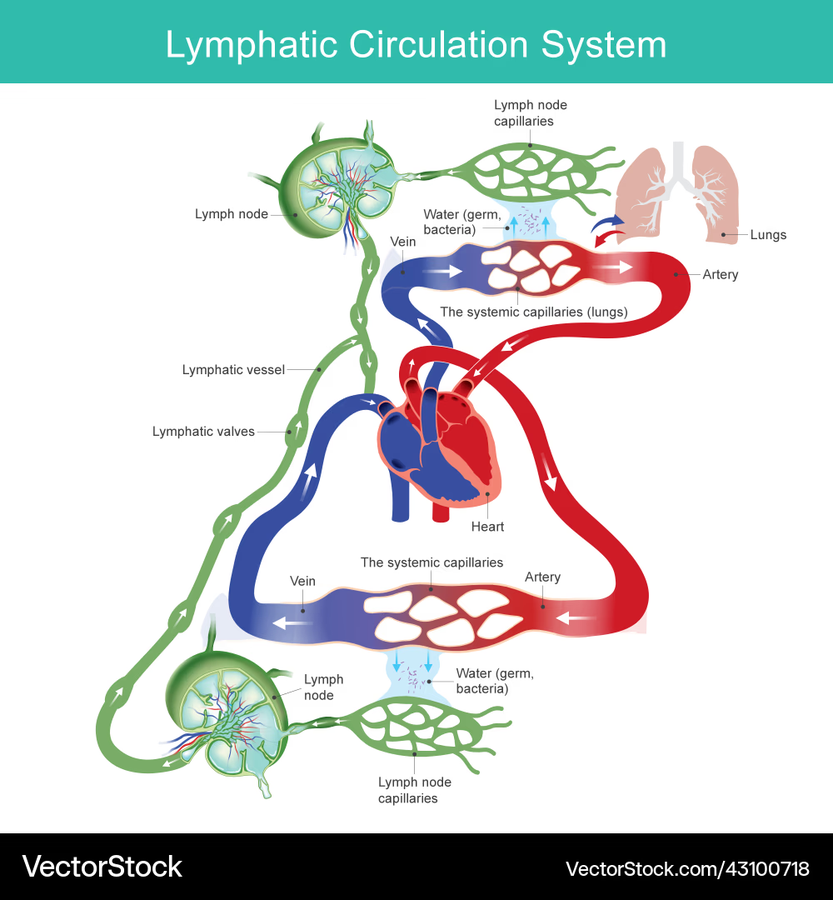 Lymphatic Circulation System
Lymph node
capillaries
Lymph node
Water (germ,
bacteria)
Vein
Lungs
Artery
The systemic capillaries (lungs)
Lymphatic vessel
Lymphatic valves
Heart
The systemic capillaries
Vein
Artery
Lymph
node
Water (germ,
bacteria)
Lymph node
capillaries
VectorStock
VectorStock.com/43100718